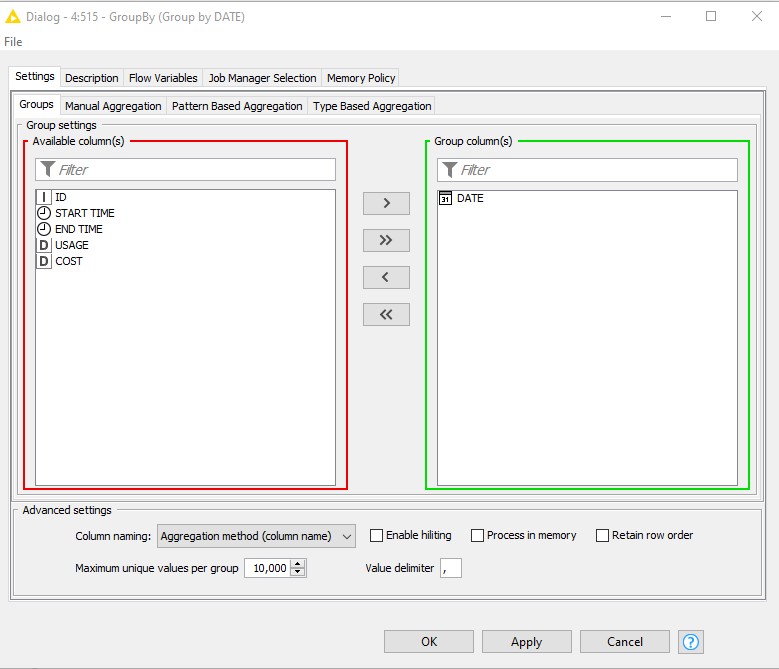 Dialog - 4:515 - GroupBy (Group by DATE)
File
Settings Description Flow Variables Job Manager Selection Memory Policy
Groups Manual Aggregation Pattern Based Aggregation Type Based Aggregation
Group settings
Available column(s) Group column(s)
Filter Filter
I ID 31 DATE
START TIME
END TIME
D USAGE
D COST
>
>>
<
<<
Advanced settings
Column naming: Aggregation method (column name) Enable hiliting Process in memory Retain row order
Maximum unique values per group 10,000 Value delimiter ,
OK Apply Cancel ?